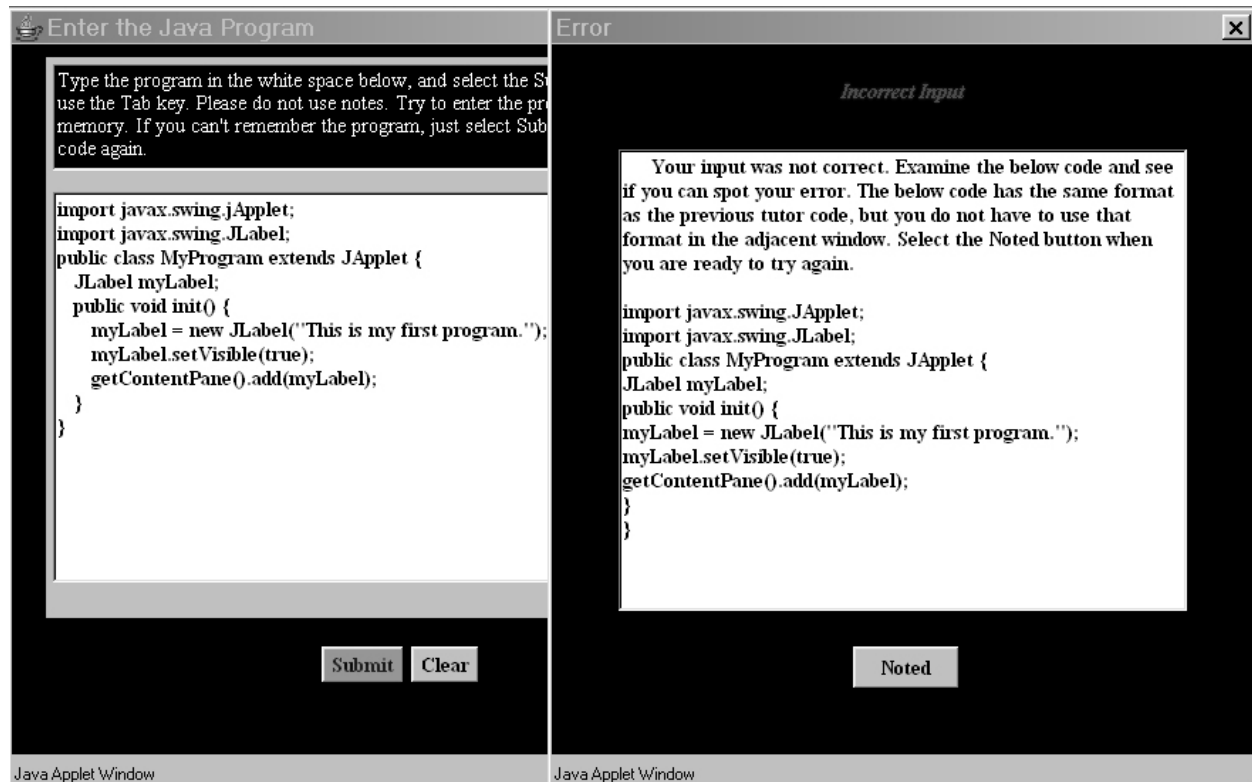 Enter the Java Program
Type the program in the white space below, and select the
use the Tab key. Please do not use notes. Try to enter the
memory. If you can't remember the program, just select
code again.
import javax.swing.jApplet;
import javax.swing.JLabel;
public class MyProgram extends JApplet {
JLabel myLabel;
public void init() {
myLabel = new JLabel("This is my first program.");
myLabel.setVisible(true);
getContentPane().add(myLabel);
}
}
Submit Clear
Java Applet Window
Error
Incorrect Input
Your input was not correct. Examine the below code and see
if you can spot your error. The below code has the same format
as the previous tutor code, but you do not have to use that
format in the adjacent window. Select the Noted button when
you are ready to try again.
import javax.swing.JApplet;
import javax.swing.JLabel;
public class MyProgram extends JApplet {
JLabel myLabel;
public void init() {
myLabel = new JLabel("This is my first program.");
myLabel.setVisible(true);
getContentPane().add(myLabel);
}
}
Noted
Java Applet Window